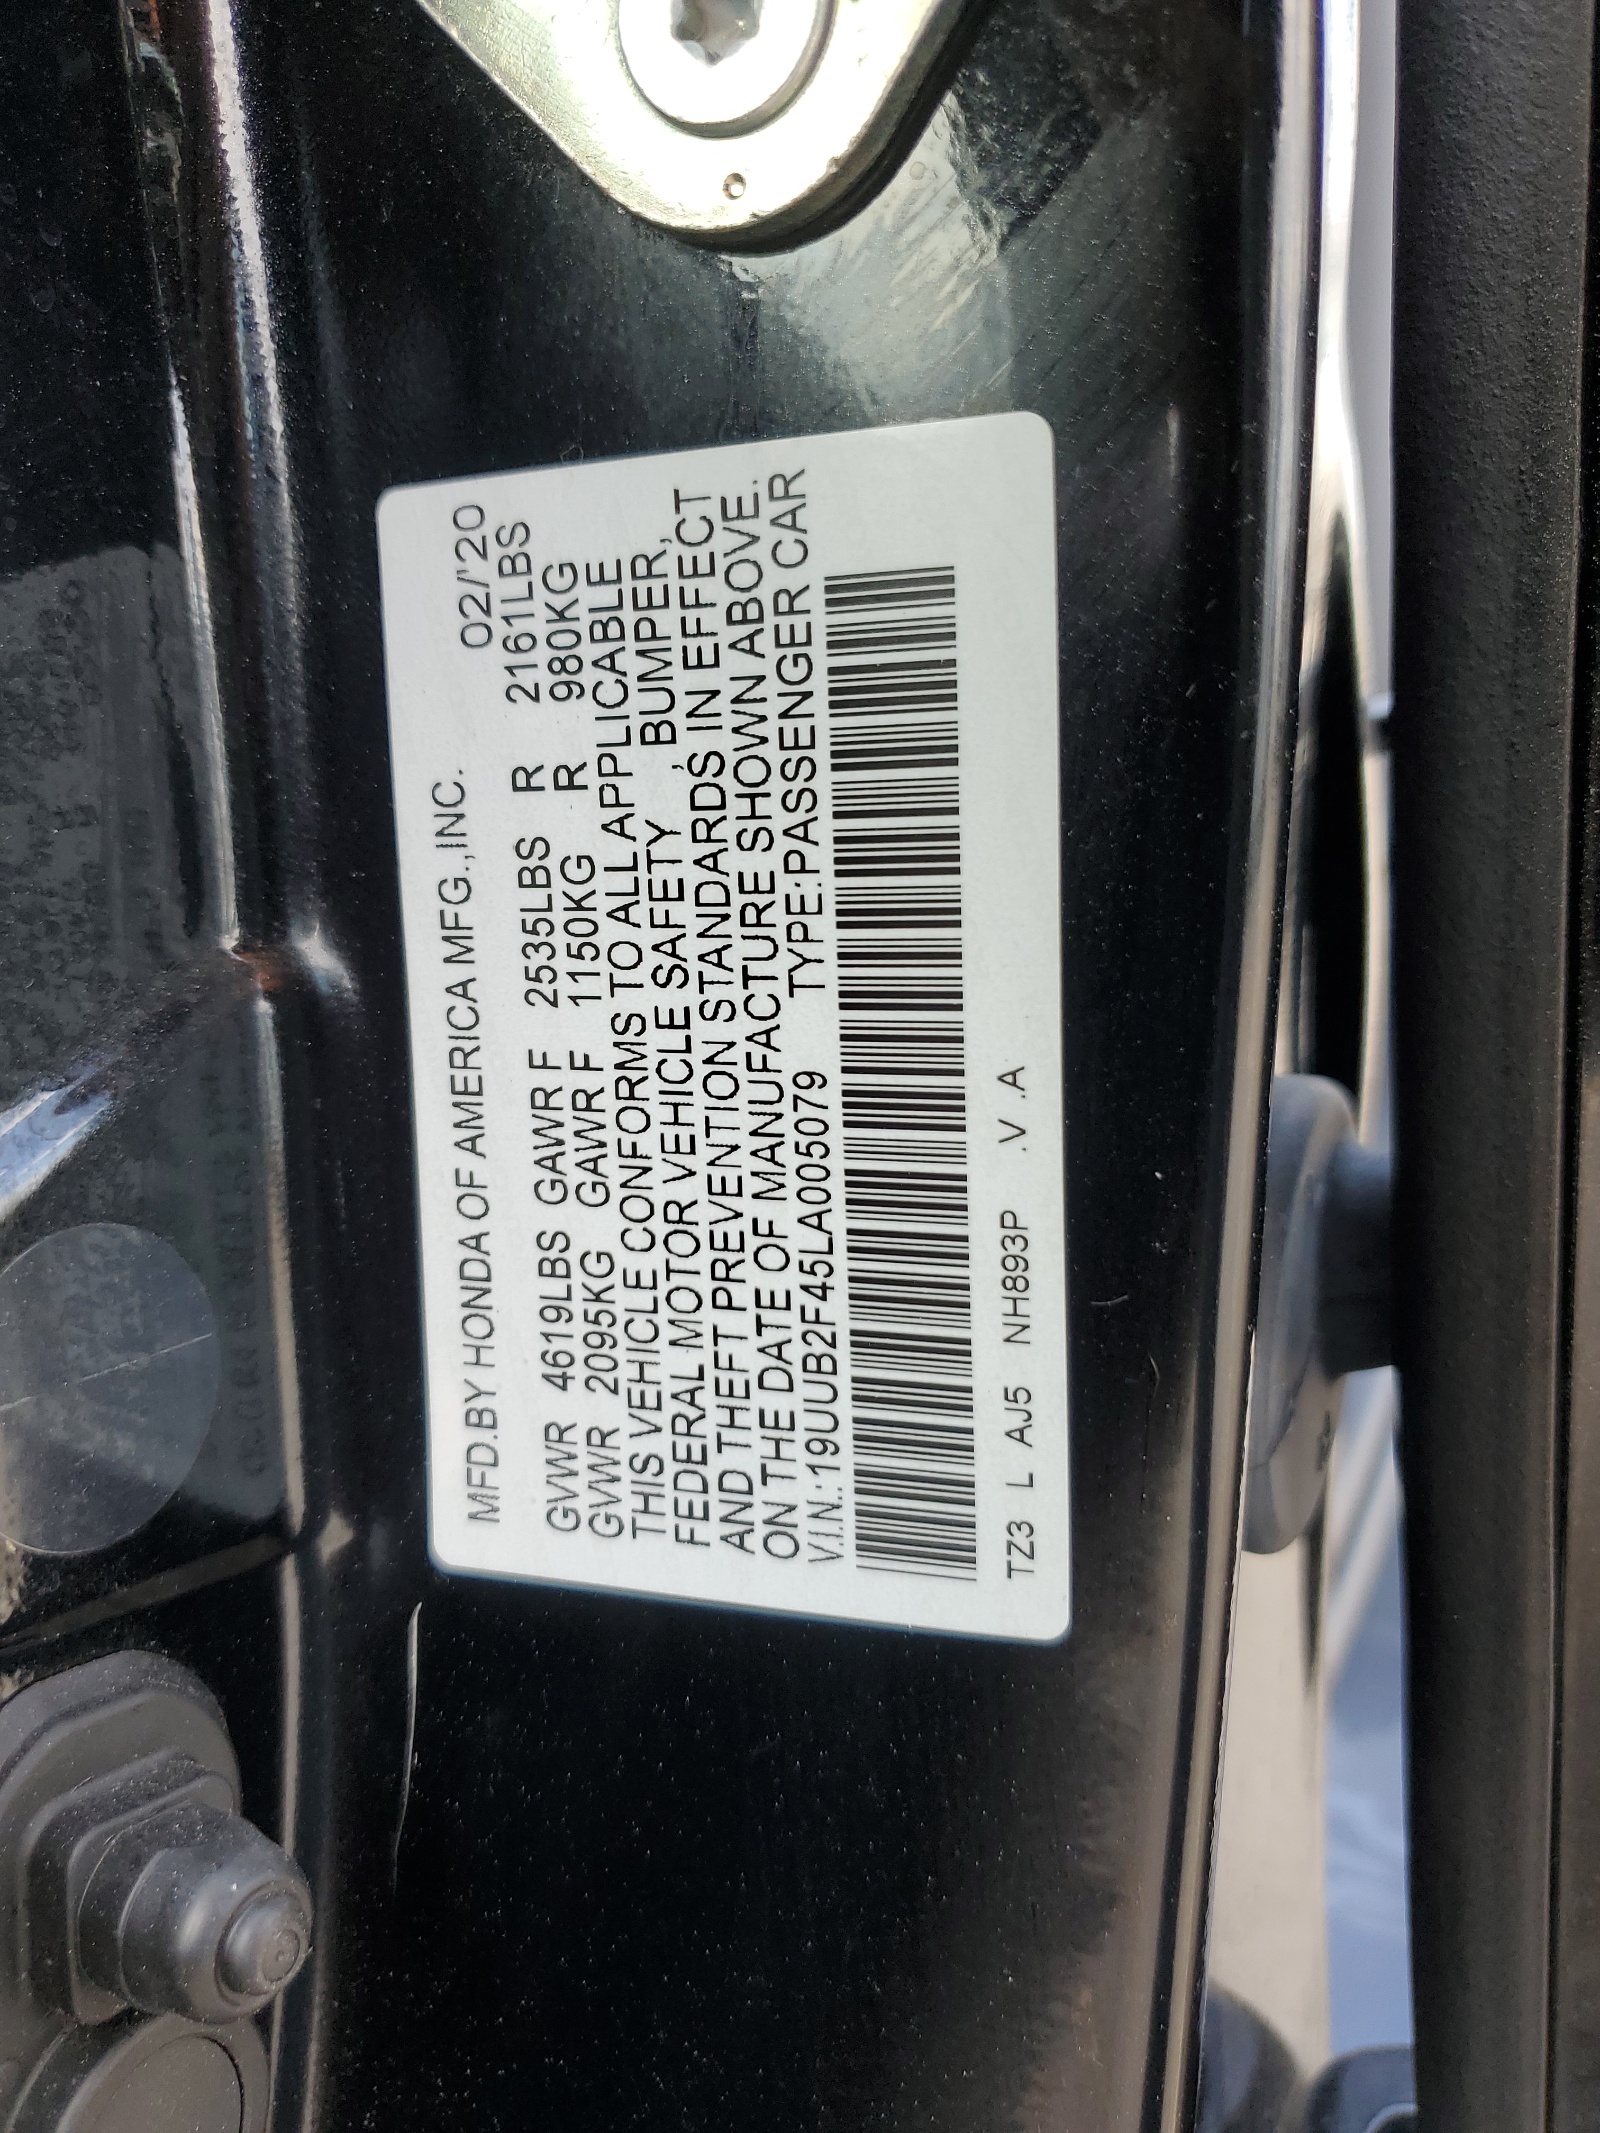 MFD.BY HONDA OF AMERICA MFG.,INC. 02/'20
GVWR 4619LBS GAWR F 2535LBS R 2161LBS
GVWR 2095KG GAWR F 1150KG R 980KG
THIS VEHICLE CONFORMS TO ALL APPLICABLE
FEDERAL MOTOR VEHICLE SAFETY, BUMPER,
AND THEFT PREVENTION STANDARDS IN EFFECT
ON THE DATE OF MANUFACTURE SHOWN ABOVE.
V.I.N.:19UUB2F45LA005079 TYPE:PASSENGER CAR
TZ3 L AJ5 NH893P .V .A